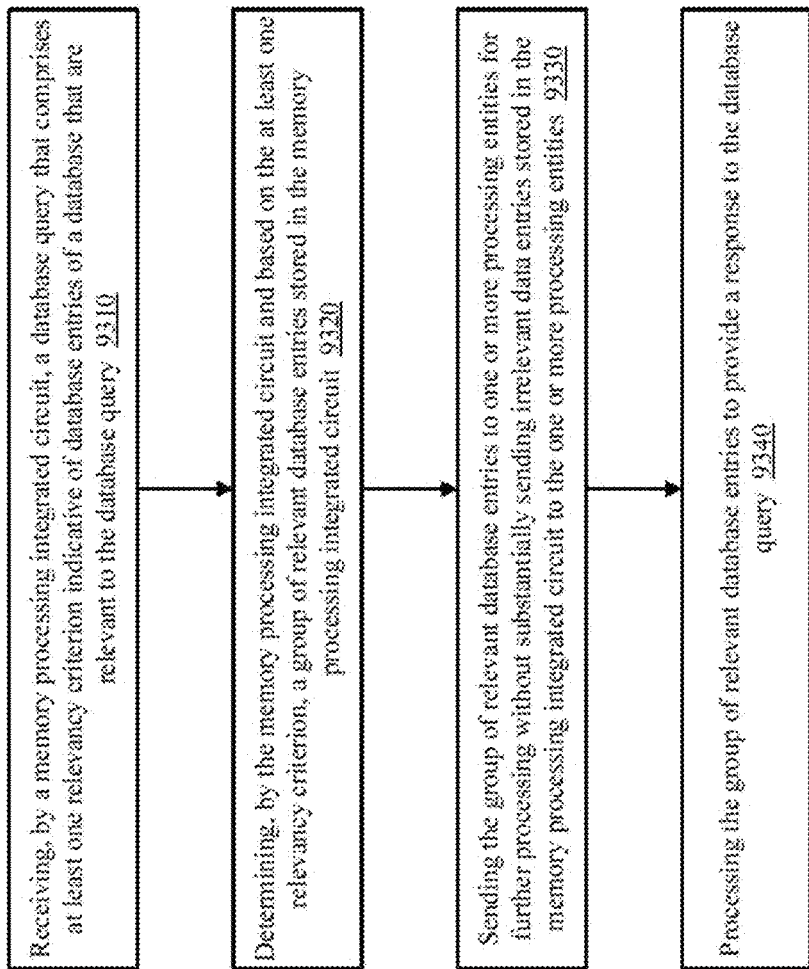 Receiving, by a memory processing integrated circuit, a database query that comprises
at least one relevancy criterion indicative of database entries of a database that are
relevant to the database query 9310
Determining, by the memory processing integrated circuit and based on the at least one
relevancy criterion, a group of relevant database entries stored in the memory
processing integrated circuit 9320
Sending the group of relevant database entries to one or more processing entities for
further processing without substantially sending irrelevant data entries stored in the
memory processing integrated circuit to the one or more processing entities 9330
Processing the group of relevant database entries to provide a response to the database
query 9340